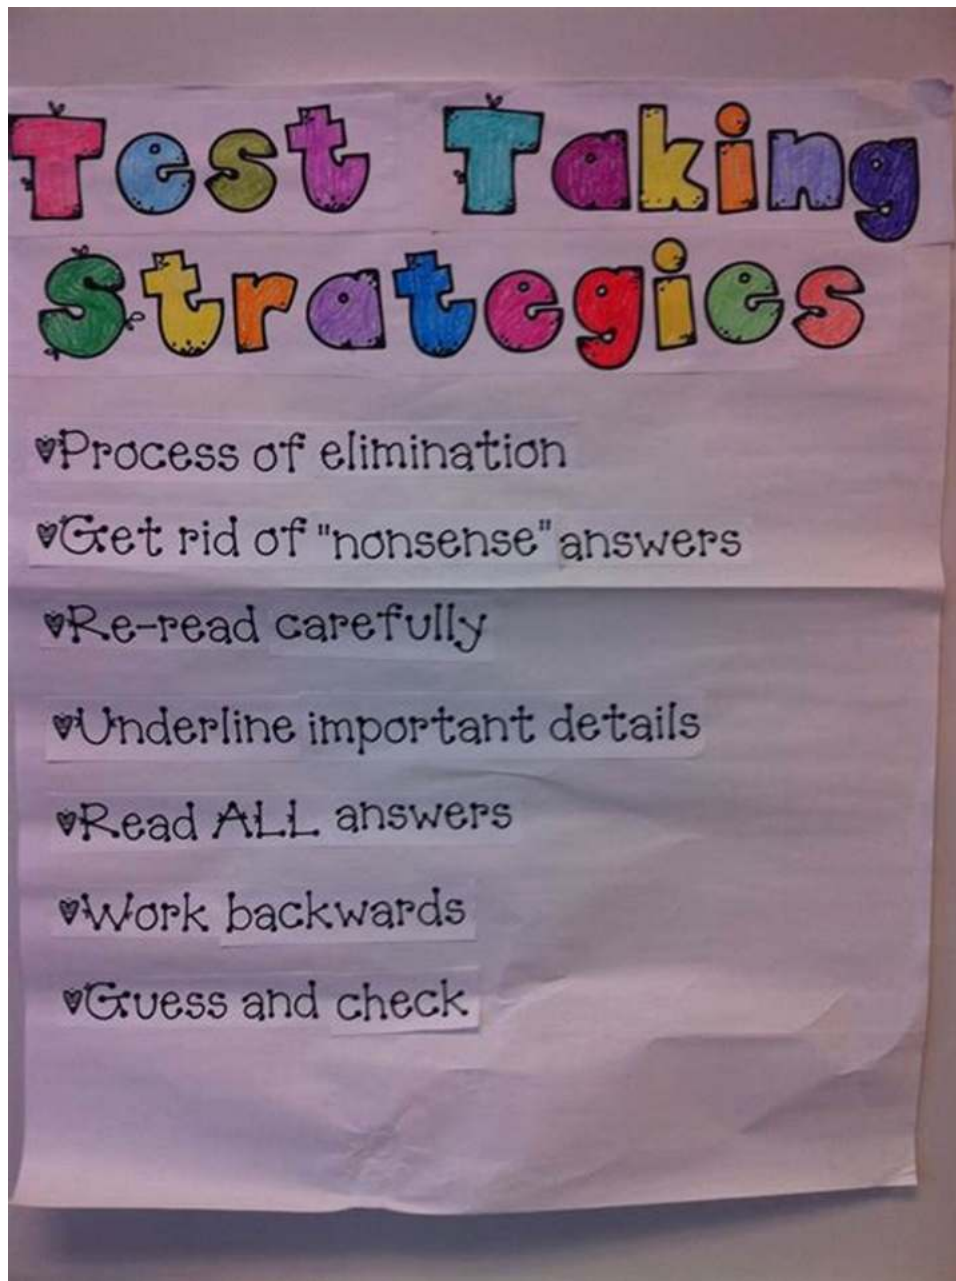 Test Taking
Strategies
Process of elimination
Get rid of "nonsense" answers
Re-read carefully
Underline important details
Read ALL answers
Work backwards
Guess and check